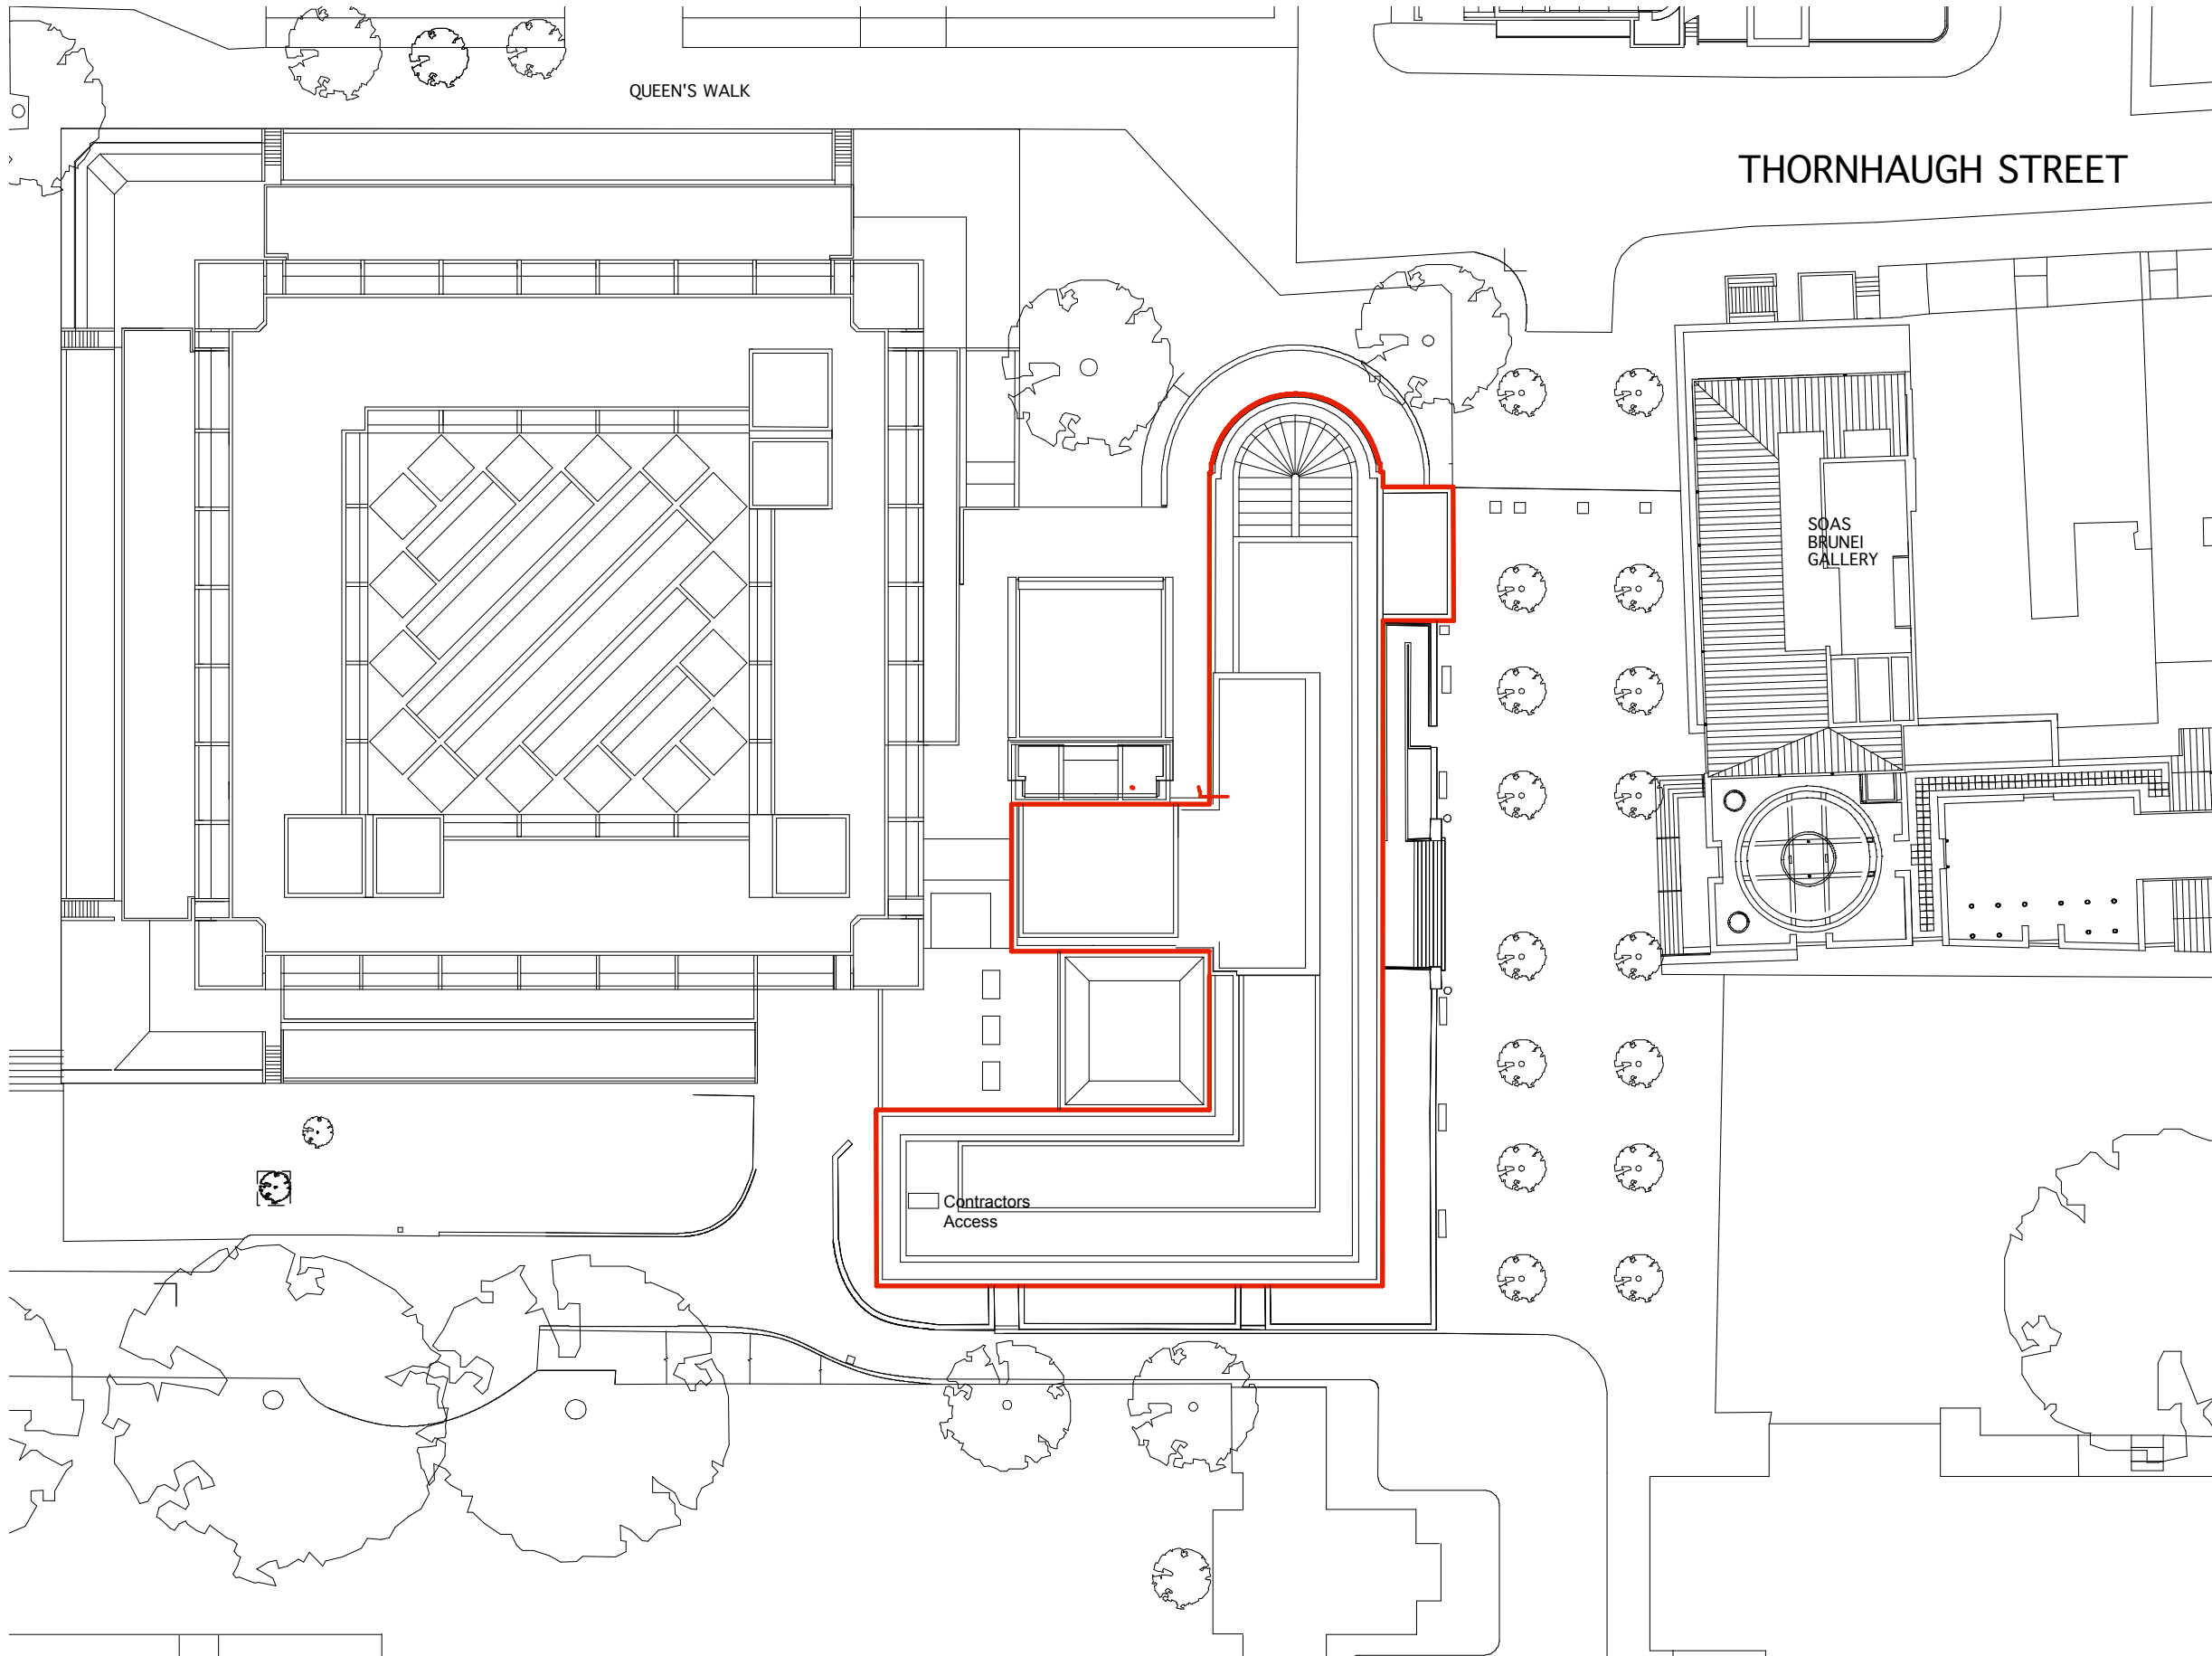 QUEEN'S WALK
THORNHAUGH STREET
SOAS
BRUNEI
GALLERY
Contractors
Access